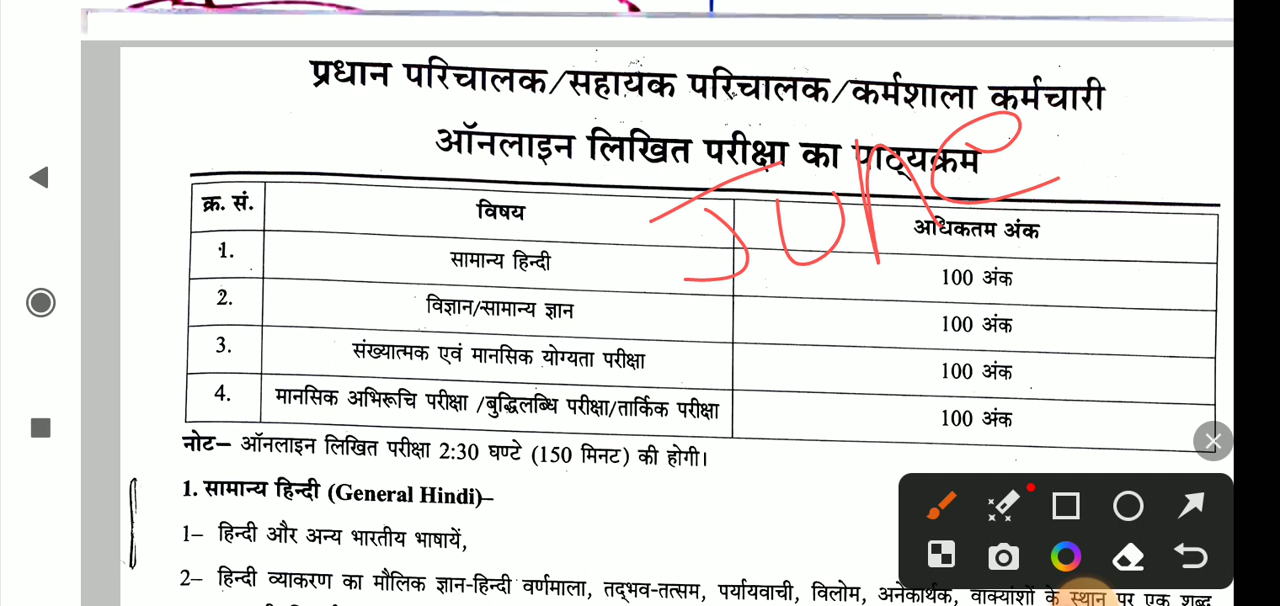 प्रधान परिचालक/सहायक परिचालक/कर्मशाला कर्मचारी
ऑनलाइन लिखित परीक्षा का पाठ्यक्रम
June
क्र. सं. विषय अधिकतम अंक
1. सामान्य हिन्दी 100 अंक
2. विज्ञान/सामान्य ज्ञान 100 अंक
3. संख्यात्मक एवं मानसिक योग्यता परीक्षा 100 अंक
4. मानसिक अभिरूचि परीक्षा /बुद्धिलब्धि परीक्षा/तार्किक परीक्षा 100 अंक
नोट– ऑनलाइन लिखित परीक्षा 2:30 घण्टे (150 मिनट) की होगी।
1. सामान्य हिन्दी (General Hindi)–
1– हिन्दी और अन्य भारतीय भाषायें,
2– हिन्दी व्याकरण का मौलिक ज्ञान-हिन्दी वर्णमाला, तद्भव-तत्सम, पर्यायवाची, विलोम, अनेकार्थक, वाक्यांशों के स्थान पर एक शब्द